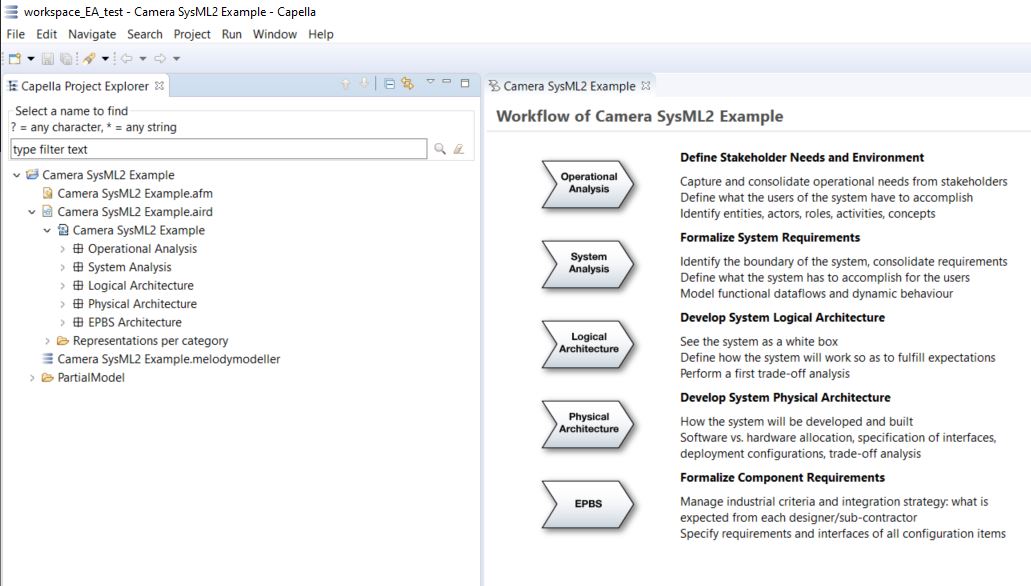 workspace_EA_test - Camera SysML2 Example - Capella
File Edit Navigate Search Project Run Window Help
Capella Project Explorer
Select a name to find
? = any character, * = any string
type filter text
Camera SysML2 Example
Camera SysML2 Example.afm
Camera SysML2 Example.aird
Camera SysML2 Example
Operational Analysis
System Analysis
Logical Architecture
Physical Architecture
EPBS Architecture
Representations per category
Camera SysML2 Example.melodymodeller
PartialModel
Camera SysML2 Example
Workflow of Camera SysML2 Example
Operational
Analysis
Define Stakeholder Needs and Environment
Capture and consolidate operational needs from stakeholders
Define what the users of the system have to accomplish
Identify entities, actors, roles, activities, concepts
System
Analysis
Formalize System Requirements
Identify the boundary of the system, consolidate requirements
Define what the system has to accomplish for the users
Model functional dataflows and dynamic behaviour
Logical
Architecture
Develop System Logical Architecture
See the system as a white box
Define how the system will work so as to fulfill expectations
Perform a first trade-off analysis
Physical
Architecture
Develop System Physical Architecture
How the system will be developed and built
Software vs. hardware allocation, specification of interfaces,
deployment configurations, trade-off analysis
EPBS
Formalize Component Requirements
Manage industrial criteria and integration strategy: what is
expected from each designer/sub-contractor
Specify requirements and interfaces of all configuration items